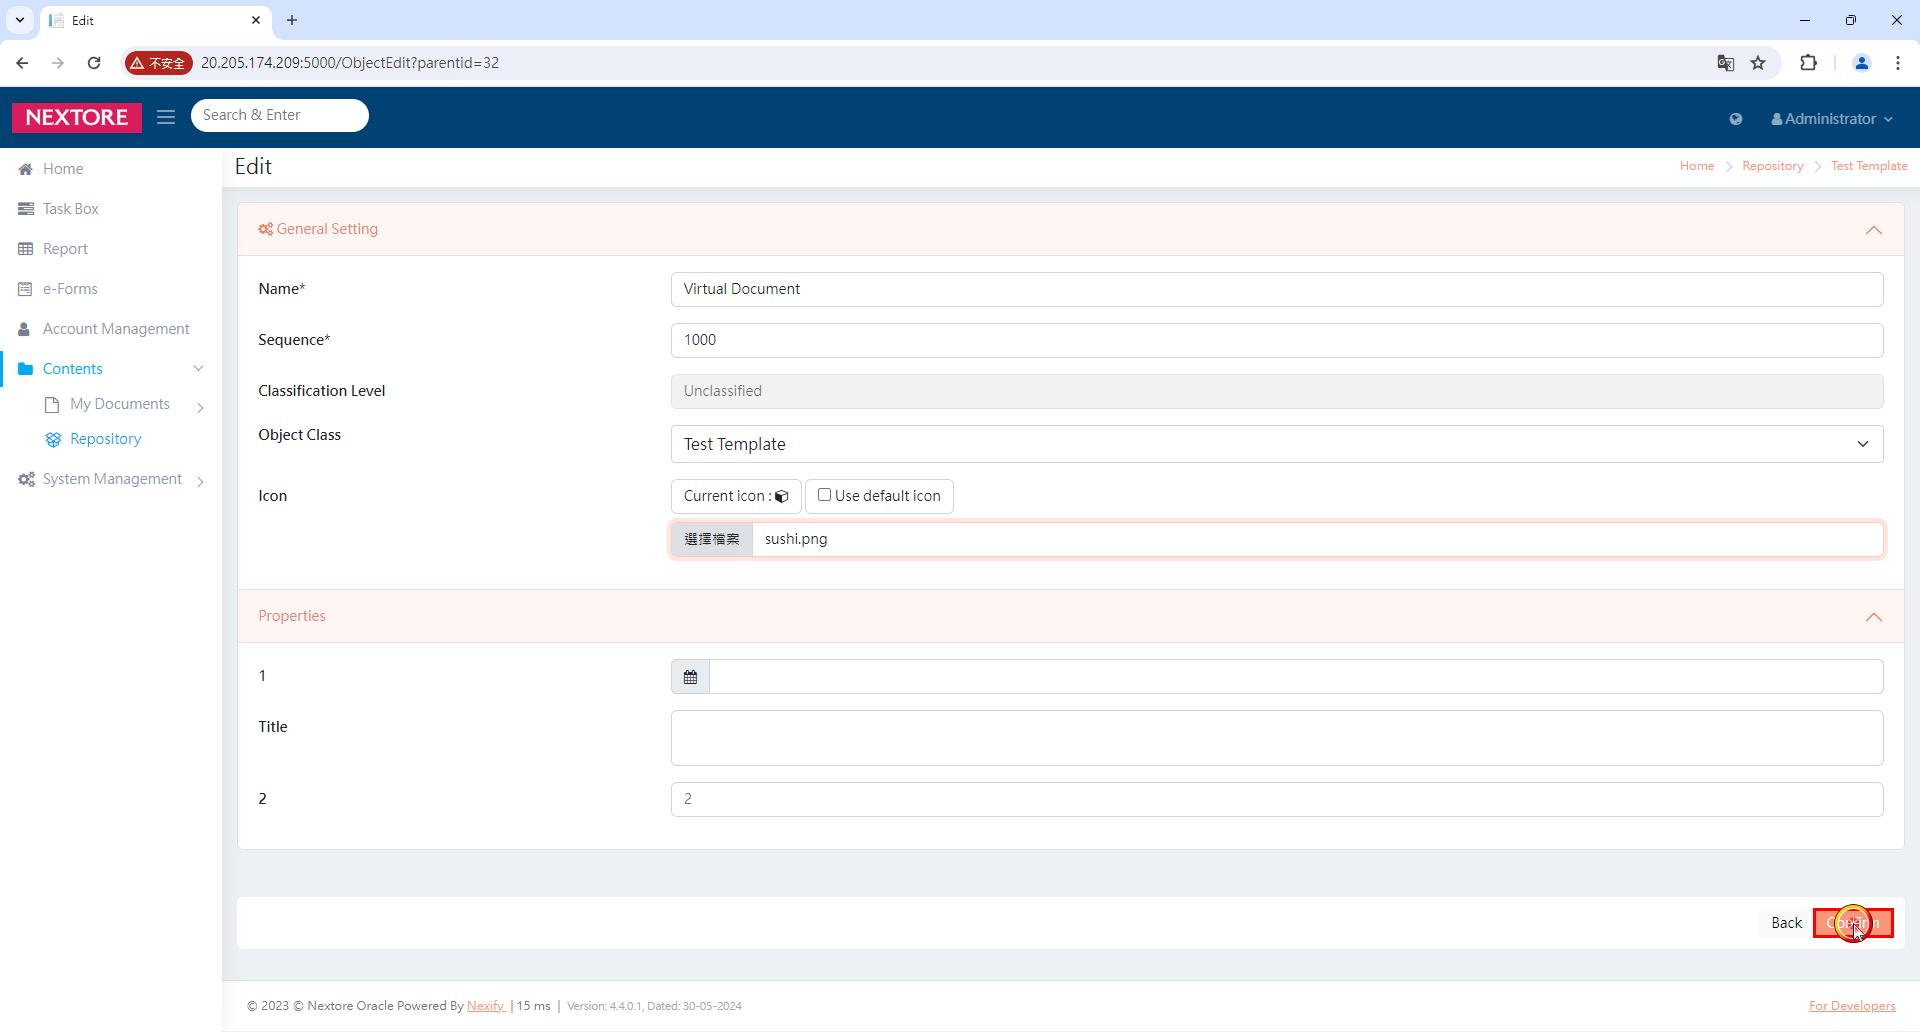 Edit
不安全
20.205.174.209:5000/ObjectEdit?parentid=32
NEXTORE
Search & Enter
Administrator
Home
Task Box
Report
e-Forms
Account Management
Contents
My Documents
Repository
System Management
Edit
Home
Repository
Test Template
General Setting
Name*
Virtual Document
Sequence*
1000
Classification Level
Unclassified
Object Class
Test Template
Icon
Current icon :
Use default icon
選擇檔案
sushi.png
Properties
1
Title
2
2
Back
Confirm
© 2023 © Nextore Oracle Powered By Nexify | 15 ms | Version: 4.4.0.1, Dated: 30-05-2024
For Developers